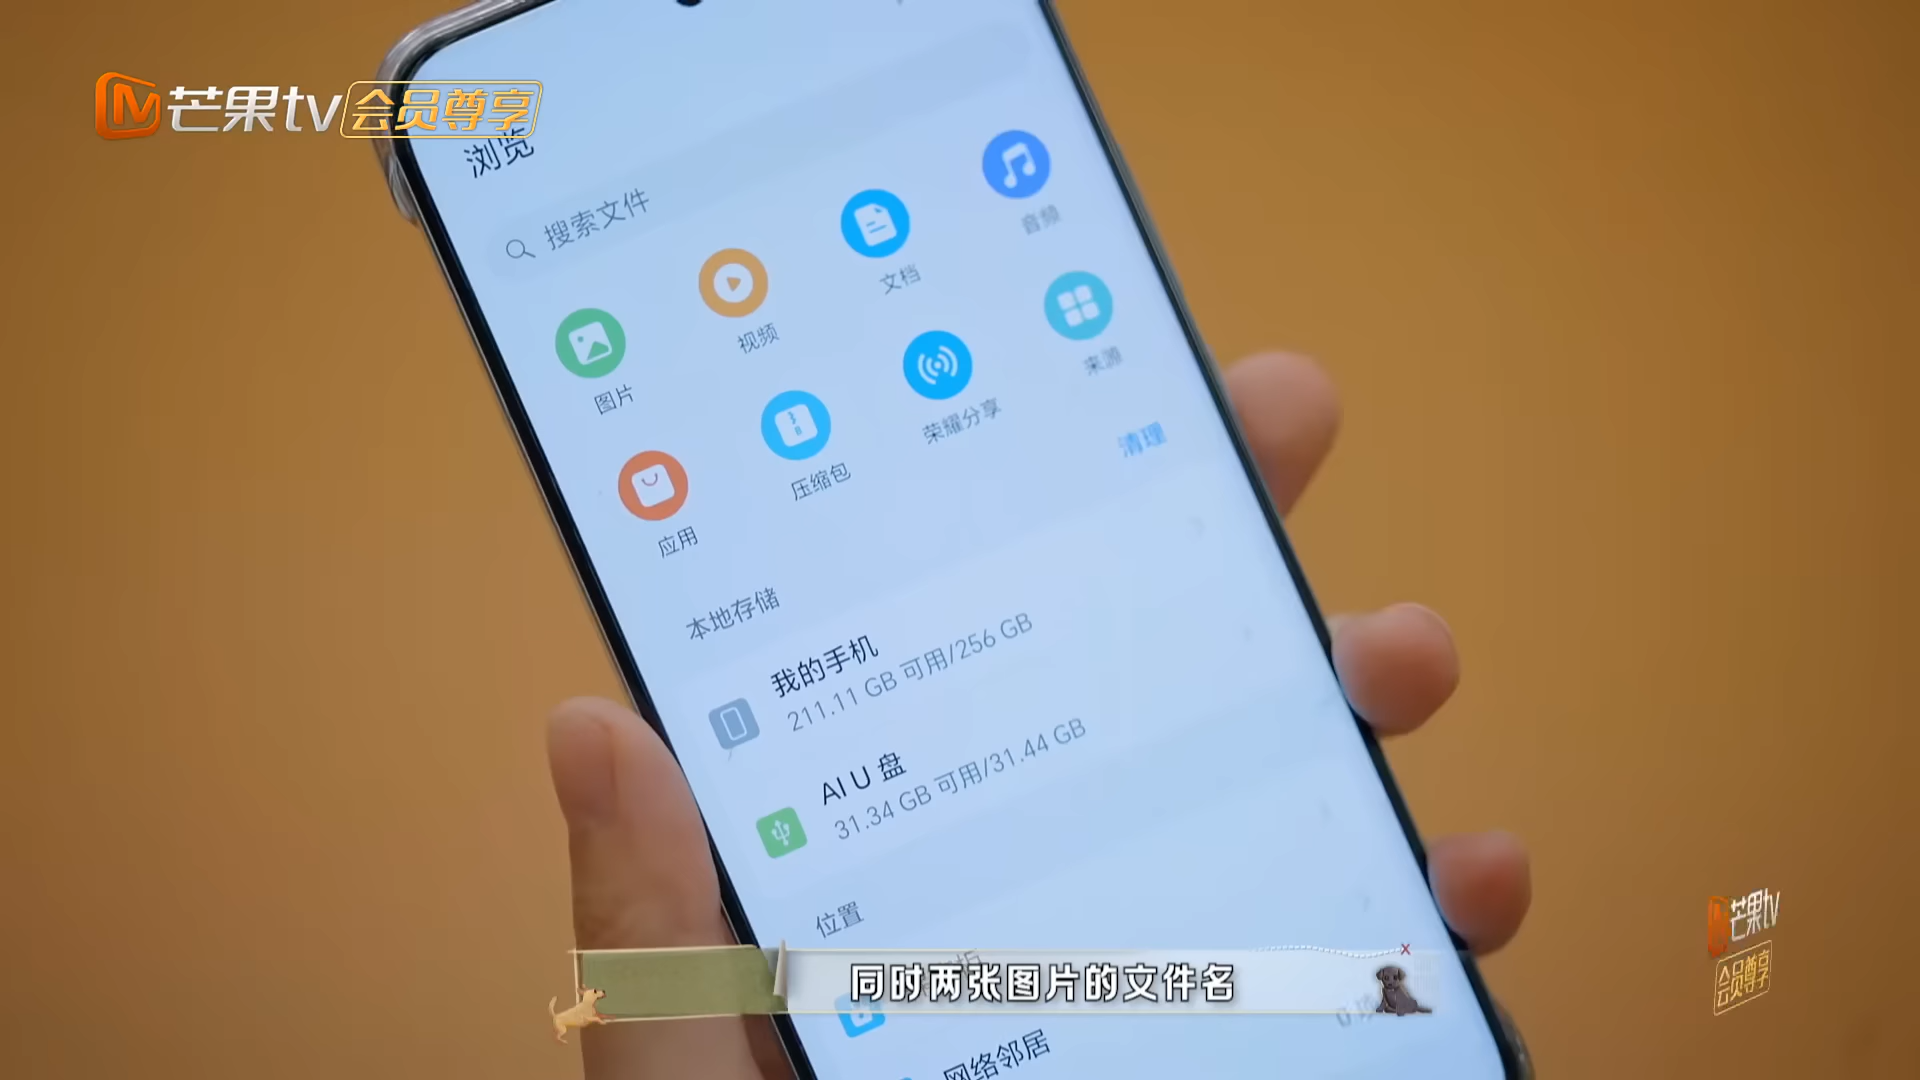 芒果tv 会员尊享
浏览
搜索文件
图片
视频
文档
音频
应用
压缩包
荣耀分享
来源
清理
本地存储
我的手机
211.11 GB 可用/256 GB
AI U 盘
31.34 GB 可用/31.44 GB
位置
同时两张图片的文件名
网络邻居
芒果tv
会员尊享